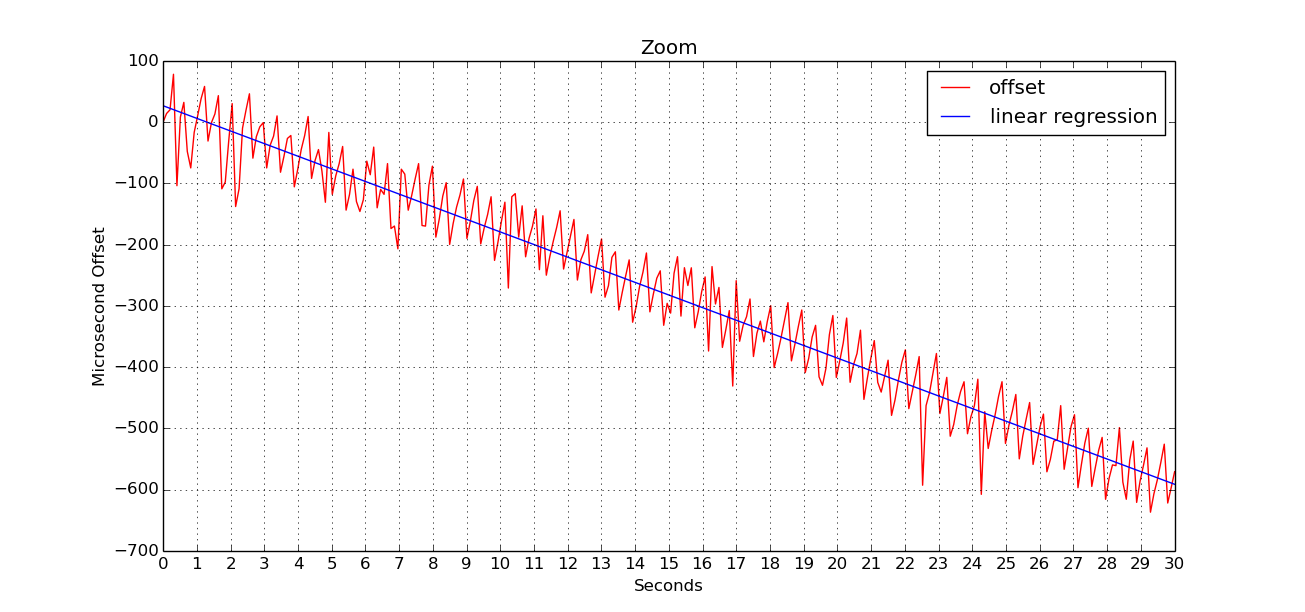 Zoom
offset
linear regression
Microsecond Offset
100
0
−100
−200
−300
−400
−500
−600
−700
0 1 2 3 4 5 6 7 8 9 10 11 12 13 14 15 16 17 18 19 20 21 22 23 24 25 26 27 28 29 30
Seconds